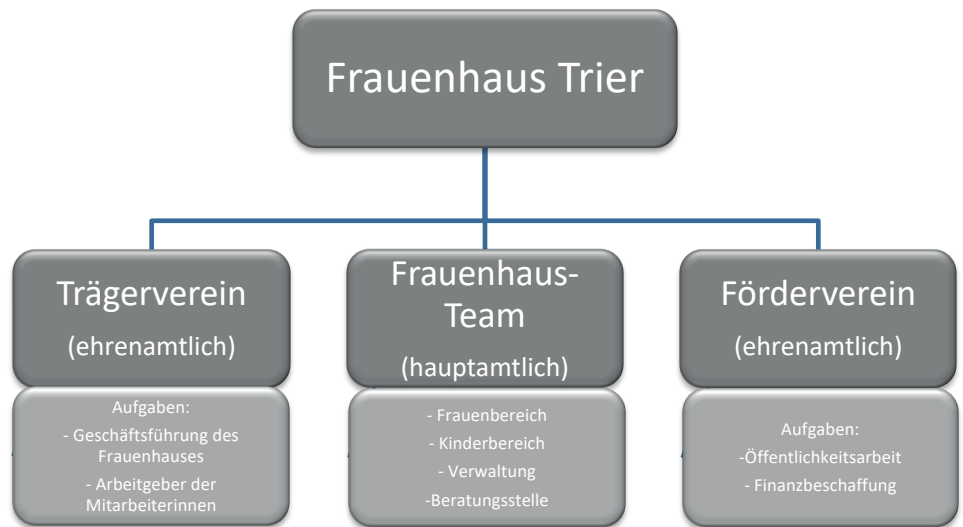 Frauenhaus Trier
Trägerverein
(ehrenamtlich)
Aufgaben:
- Geschäftsführung des
Frauenhauses
- Arbeitgeber der
Mitarbeiterinnen
Frauenhaus-
Team
(hauptamtlich)
- Frauenbereich
- Kinderbereich
- Verwaltung
-Beratungsstelle
Förderverein
(ehrenamtlich)
Aufgaben:
-Öffentlichkeitsarbeit
- Finanzbeschaffung